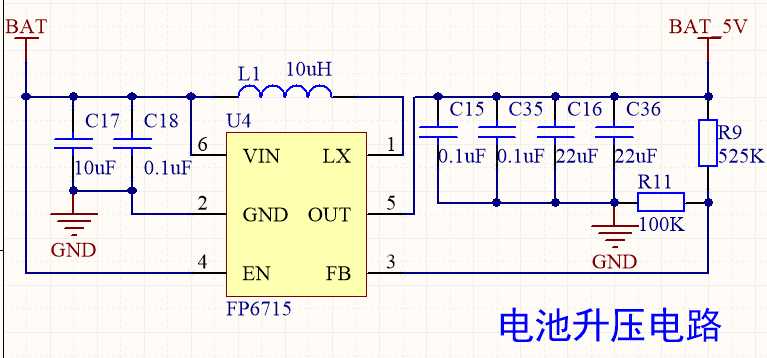 BAT
BAT_5V
L1
10uH
C17
C18
10uF
0.1uF
U4
6
VIN
LX
1
2
GND
OUT
5
4
EN
FB
3
FP6715
GND
C15
C35
C16
C36
0.1uF
0.1uF
22uF
22uF
R9
525K
R11
100K
GND
电池升压电路